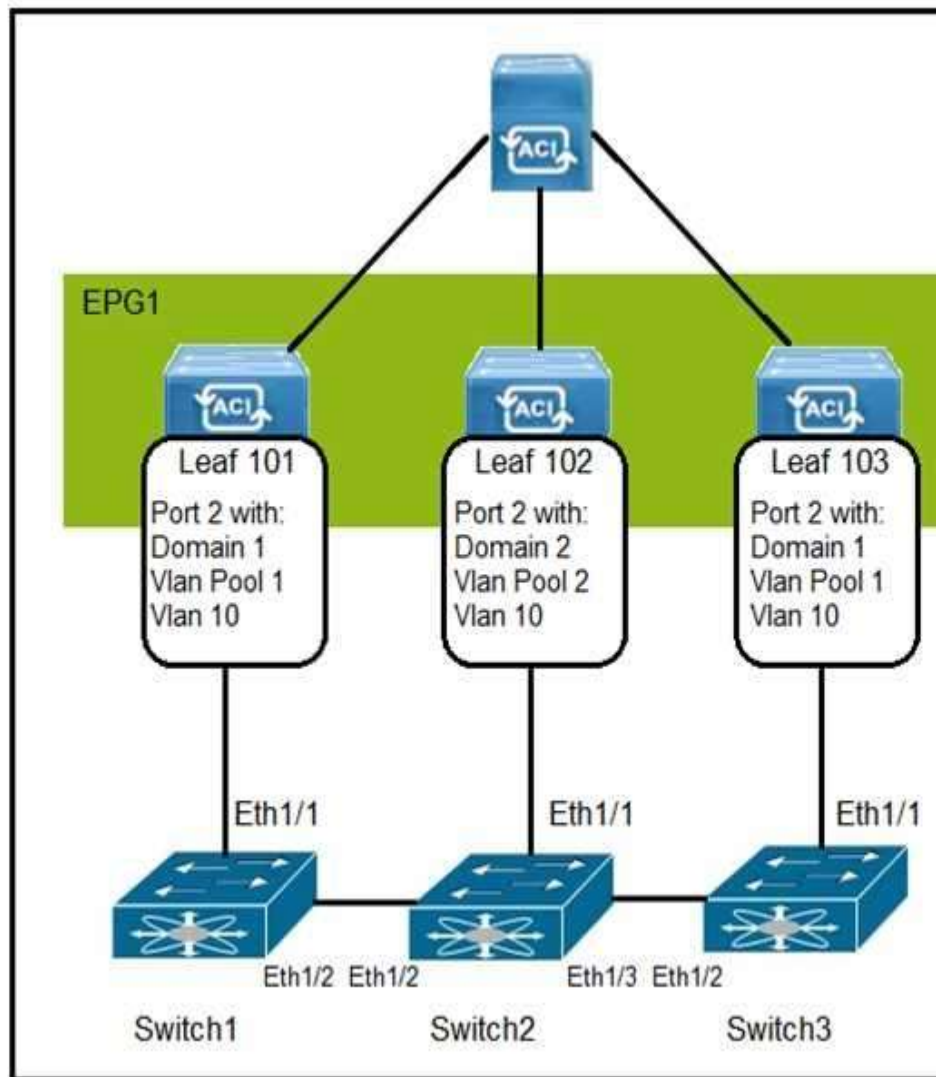 ACI
EPG1
ACI
ACI
ACI
Leaf 101
Port 2 with:
Domain 1
Vlan Pool 1
Vlan 10
Leaf 102
Port 2 with:
Domain 2
Vlan Pool 2
Vlan 10
Leaf 103
Port 2 with:
Domain 1
Vlan Pool 1
Vlan 10
Eth1/1
Eth1/1
Eth1/1
Eth1/2 Eth1/2
Eth1/3 Eth1/2
Switch1
Switch2
Switch3